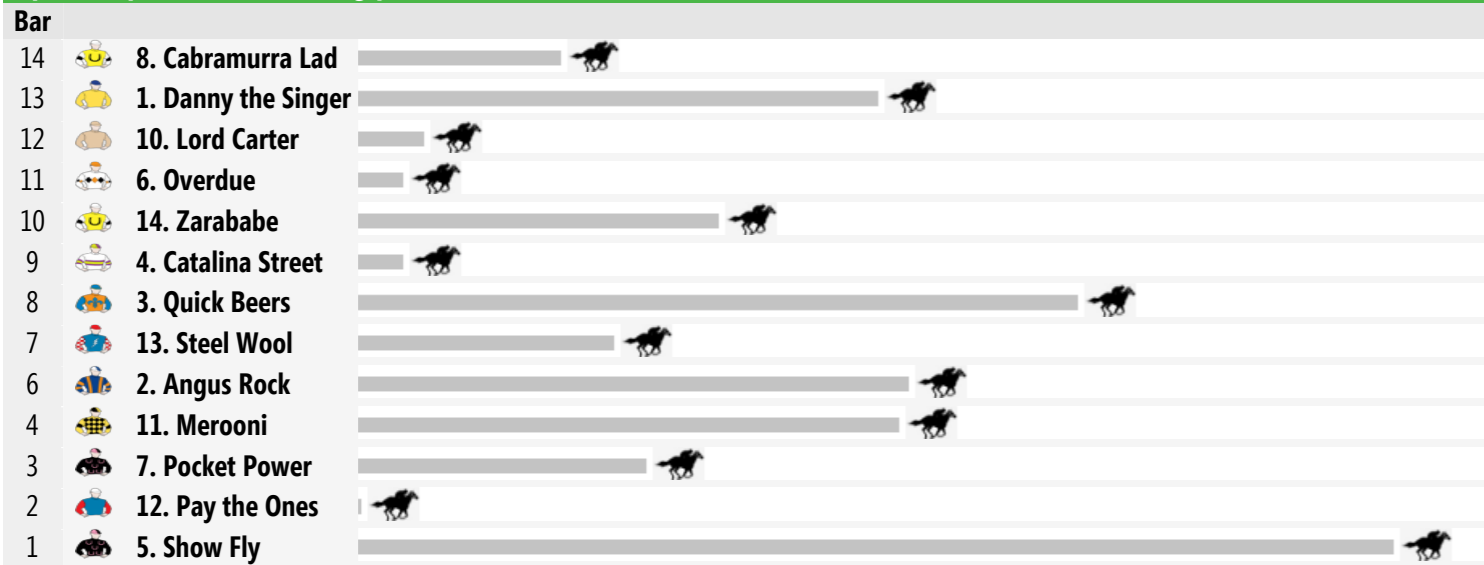 Bar
14 8. Cabramurra Lad
13 1. Danny the Singer
12 10. Lord Carter
11 6. Overdue
10 14. Zarababe
9 4. Catalina Street
8 3. Quick Beers
7 13. Steel Wool
6 2. Angus Rock
4 11. Merooni
3 7. Pocket Power
2 12. Pay the Ones
1 5. Show Fly